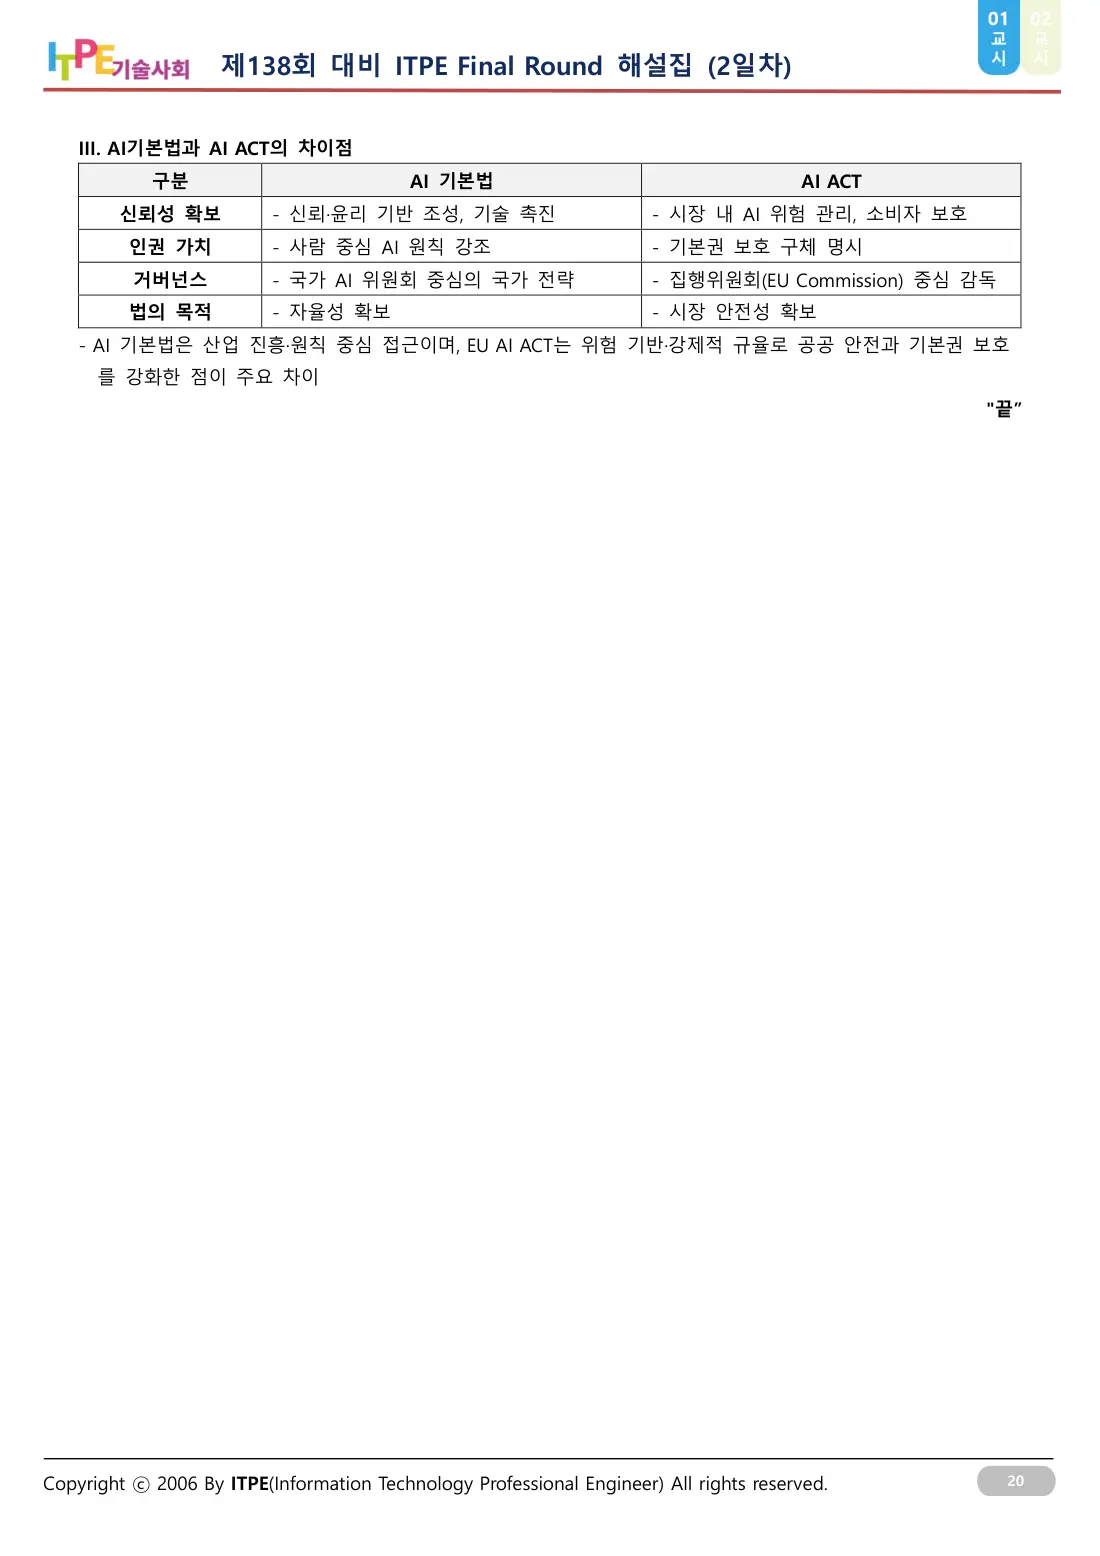 ITPE기술사회 제138회 대비 ITPE Final Round 해설집 (2일차)
01 교 시
02 교 시
III. AI기본법과 AI ACT의 차이점
구분 AI 기본법 AI ACT
신뢰성 확보 - 신뢰·윤리 기반 조성, 기술 촉진 - 시장 내 AI 위험 관리, 소비자 보호
인권 가치 - 사람 중심 AI 원칙 강조 - 기본권 보호 구체 명시
거버넌스 - 국가 AI 위원회 중심의 국가 전략 - 집행위원회(EU Commission) 중심 감독
법의 목적 - 자율성 확보 - 시장 안전성 확보
- AI 기본법은 산업 진흥·원칙 중심 접근이며, EU AI ACT는 위험 기반·강제적 규율로 공공 안전과 기본권 보호
를 강화한 점이 주요 차이
"끝”
Copyright ⓒ 2006 By ITPE(Information Technology Professional Engineer) All rights reserved.
20